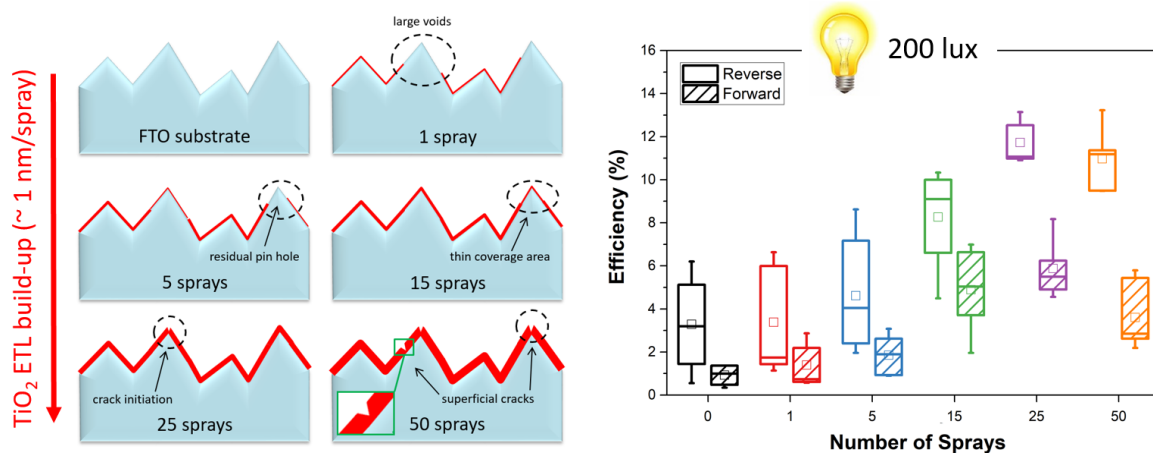 TiO₂ ETL build-up (~ 1 nm/spray)
FTO substrate
large voids
1 spray
residual pin hole
5 sprays
thin coverage area
15 sprays
crack initiation
25 sprays
superficial cracks
50 sprays
200 lux
Reverse
Forward
Efficiency (%)
16
14
12
10
8
6
4
2
0
0 1 5 15 25 50
Number of Sprays